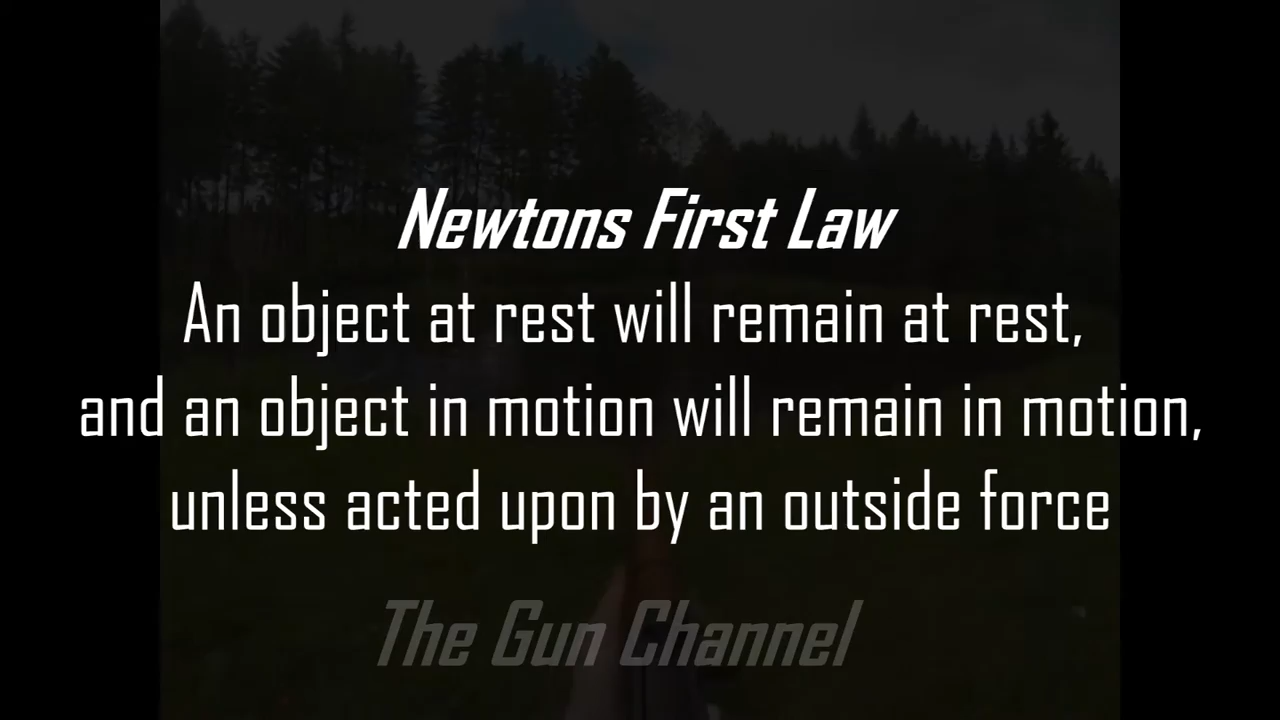 Newtons First Law
An object at rest will remain at rest,
and an object in motion will remain in motion,
unless acted upon by an outside force
The Gun Channel